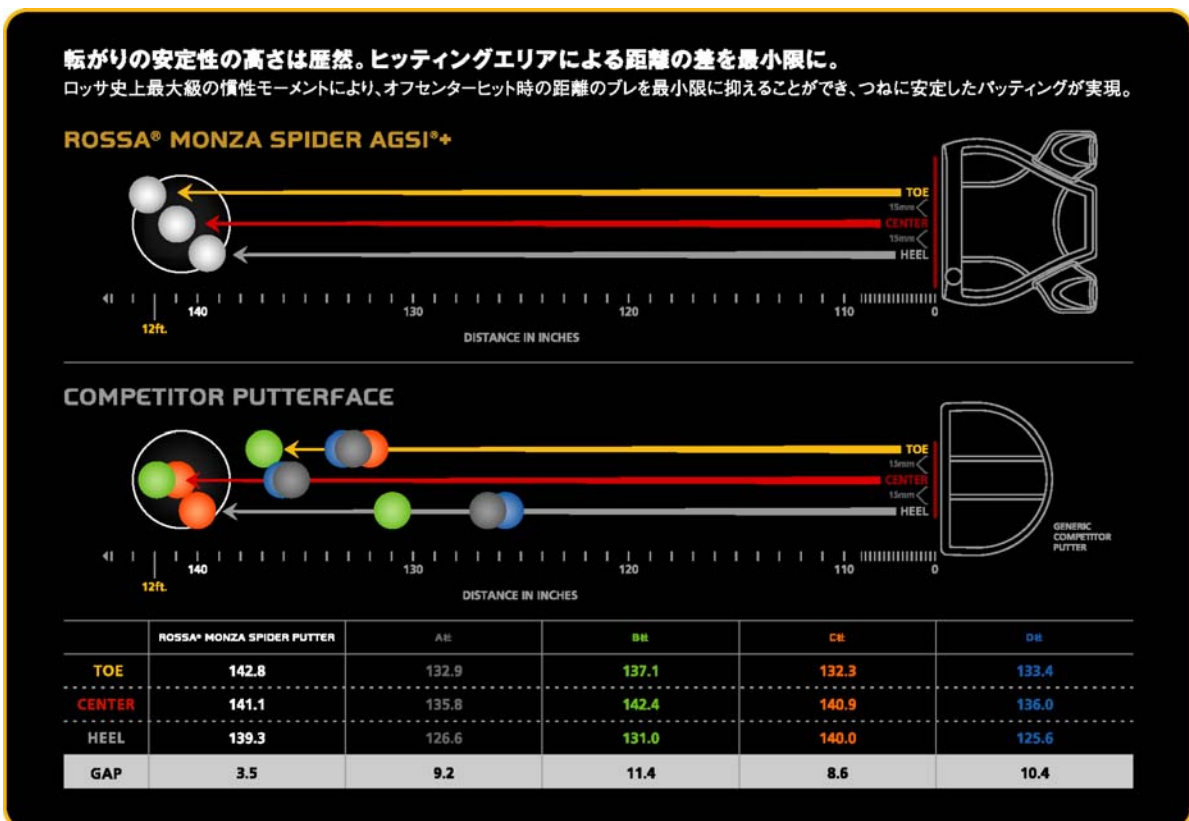 転がりの安定性の高さは歴然。ヒッティングエリアによる距離の差を最小限に。
ロッサ史上最大級の慣性モーメントにより、オフセンターヒット時の距離のブレを最小限に抑えることができ、つねに安定したパッティングが実現。
ROSSA® MONZA SPIDER AGSI®+
TOE
15mm
CENTER
15mm
HEEL
140 130 120 110 0
12ft.
DISTANCE IN INCHES
COMPETITOR PUTTERFACE
TOE
15mm
CENTER
15mm
HEEL
GENERIC
COMPETITOR
PUTTER
140 130 120 110 0
12ft.
DISTANCE IN INCHES
ROSSA® MONZA SPIDER PUTTER A社 B社 C社 D社
TOE 142.8 132.9 137.1 132.3 133.4
CENTER 141.1 135.8 142.4 140.9 136.0
HEEL 139.3 126.6 131.0 140.0 125.6
GAP 3.5 9.2 11.4 8.6 10.4